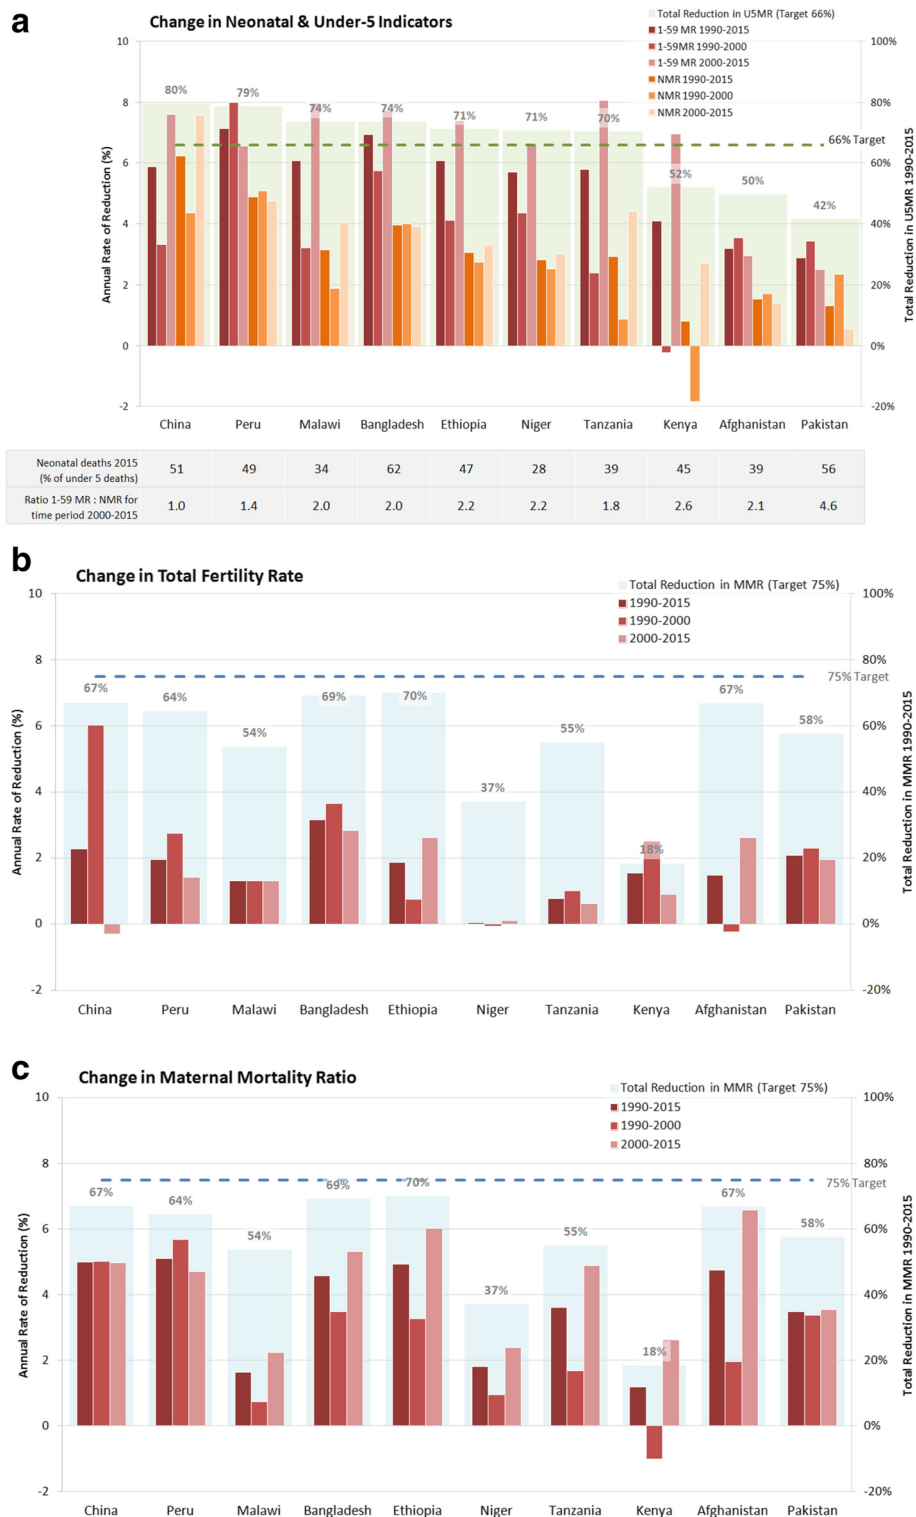 a
Change in Neonatal & Under-5 Indicators
Total Reduction in U5MR (Target 66%)
1-59 MR 1990-2015
1-59MR 1990-2000
1-59 MR 2000-2015
NMR 1990-2015
NMR 1990-2000
NMR 2000-2015
Annual Rate of Reduction (%)
10
8
6
4
2
0
-2
100%
80%
60%
40%
20%
0%
-20%
Total Reduction in U5MR 1990-2015
80%
79%
74%
74%
71%
71%
70%
52%
50%
42%
66% Target
China Peru Malawi Bangladesh Ethiopia Niger Tanzania Kenya Afghanistan Pakistan
Neonatal deaths 2015
(% of under 5 deaths)
51 49 34 62 47 28 39 45 39 56
Ratio 1-59 MR : NMR for
time period 2000-2015
1.0 1.4 2.0 2.0 2.2 2.2 1.8 2.6 2.1 4.6
b
Change in Total Fertility Rate
Total Reduction in MMR (Target 75%)
1990-2015
1990-2000
2000-2015
Annual Rate of Reduction (%)
10
8
6
4
2
0
-2
100%
80%
60%
40%
20%
0%
-20%
Total Reduction in MMR 1990-2015
75% Target
67%
64%
54%
69%
70%
37%
55%
18%
67%
58%
China Peru Malawi Bangladesh Ethiopia Niger Tanzania Kenya Afghanistan Pakistan
c
Change in Maternal Mortality Ratio
Total Reduction in MMR (Target 75%)
1990-2015
1990-2000
2000-2015
Annual Rate of Reduction (%)
10
8
6
4
2
0
-2
100%
80%
60%
40%
20%
0%
-20%
Total Reduction in MMR 1990-2015
75% Target
67%
64%
54%
69%
70%
37%
55%
18%
67%
58%
China Peru Malawi Bangladesh Ethiopia Niger Tanzania Kenya Afghanistan Pakistan